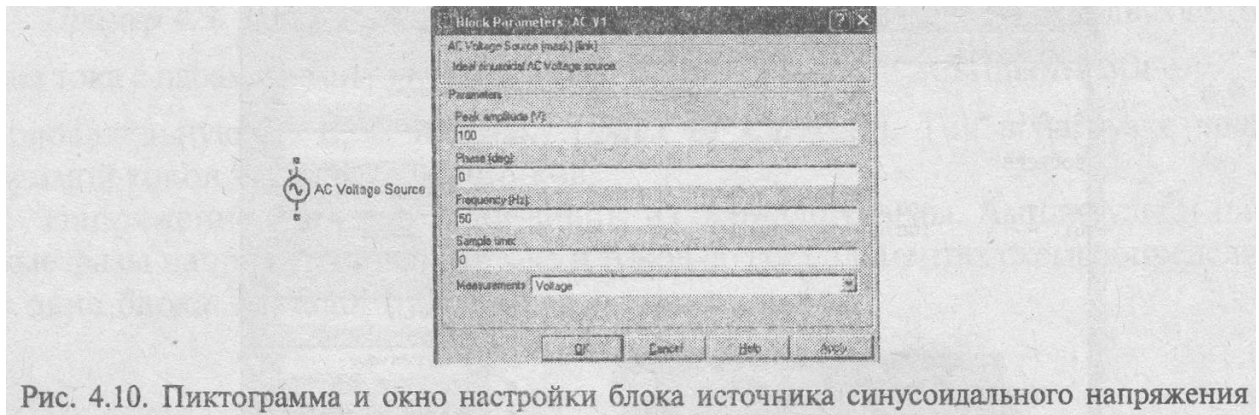 Block Parameters: AC V1
AC Voltage Source (mask) (link)
Ideal sinusoidal AC Voltage source.
Parameters
Peak amplitude (V):
100
Phase (deg):
0
Frequency (Hz):
50
Sample time:
0
Measurements Voltage
OK Cancel Help Apply
AC Voltage Source
Рис. 4.10. Пиктограмма и окно настройки блока источника синусоидального напряжения